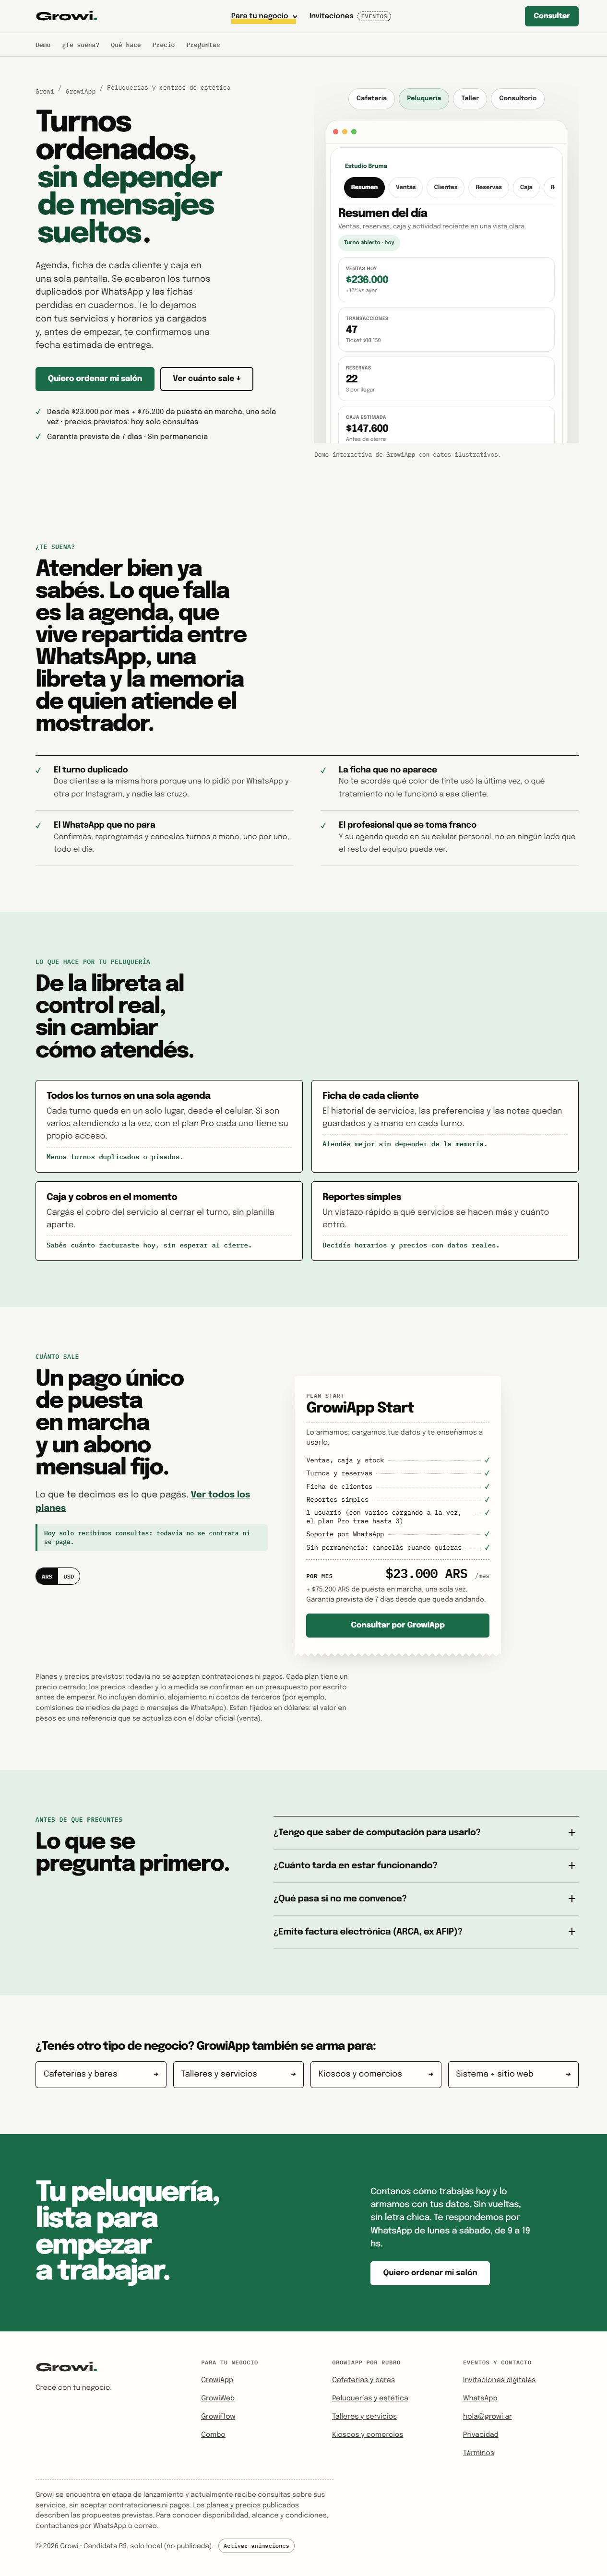 Growi.
Para tu negocio
Invitaciones EVENTOS
Consultar
Demo ¿Te suena? Qué hace Precio Preguntas
Growi / GrowiApp / Peluquerías y centros de estética
Turnos
ordenados,
sin depender
de mensajes
sueltos.
Agenda, ficha de cada cliente y caja en
una sola pantalla. Se acabaron los turnos
duplicados por WhatsApp y las fichas
perdidas en cuadernos. Te lo dejamos
con tus servicios y horarios ya cargados
y, antes de empezar, te confirmamos una
fecha estimada de entrega.
Quiero ordenar mi salón
Ver cuánto sale ↓
✓ Desde $23.000 por mes + $75.200 de puesta en marcha, una sola
vez · precios previstos: hoy solo consultas
✓ Garantía prevista de 7 días · Sin permanencia
Cafetería Peluquería Taller Consultorio
Estudio Bruma
Resumen Ventas Clientes Reservas Caja
Resumen del día
Ventas, reservas, caja y actividad reciente en una vista clara.
Turno abierto · hoy
VENTAS HOY
$236.000
+12% vs ayer
TRANSACCIONES
47
Ticket $18.150
RESERVAS
22
3 por llegar
CAJA ESTIMADA
$147.600
Antes de cierre
Demo interactiva de GrowiApp con datos ilustrativos.
¿TE SUENA?
Atender bien ya
sabés. Lo que falla
es la agenda, que
vive repartida entre
WhatsApp, una
libreta y la memoria
de quien atiende el
mostrador.
✓ El turno duplicado
Dos clientas a la misma hora porque una lo pidió por WhatsApp y
otra por Instagram, y nadie las cruzó.
✓ La ficha que no aparece
No te acordás qué color de tinte usó la última vez, o qué
tratamiento no le funcionó a ese cliente.
✓ El WhatsApp que no para
Confirmás, reprogramás y cancelás turnos a mano, uno por uno,
todo el día.
✓ El profesional que se toma franco
Y su agenda queda en su celular personal, no en ningún lado que
el resto del equipo pueda ver.
LO QUE HACE POR TU PELUQUERÍA
De la libreta al
control real,
sin cambiar
cómo atendés.
Todos los turnos en una sola agenda
Cada turno queda en un solo lugar, desde el celular. Si son
varios atendiendo a la vez, con el plan Pro cada uno tiene su
propio acceso.
Menos turnos duplicados o pisados.
Ficha de cada cliente
El historial de servicios, las preferencias y las notas quedan
guardados y a mano en cada turno.
Atendés mejor sin depender de la memoria.
Caja y cobros en el momento
Cargás el cobro del servicio al cerrar el turno, sin planilla
aparte.
Sabés cuánto facturaste hoy, sin esperar al cierre.
Reportes simples
Un vistazo rápido a qué servicios se hacen más y cuánto
entró.
Decidís horarios y precios con datos reales.
CUÁNTO SALE
Un pago único
de puesta
en marcha
y un abono
mensual fijo.
Lo que te decimos es lo que pagás. Ver todos los
planes
Hoy solo recibimos consultas: todavía no se contrata ni
se paga.
ARS USD
PLAN START
GrowiApp Start
Lo armamos, cargamos tus datos y te enseñamos a
usarlo.
Ventas, caja y stock ✓
Turnos y reservas ✓
Ficha de clientes ✓
Reportes simples ✓
1 usuario (con varios cargando a la vez, ✓
el plan Pro trae hasta 3)
Soporte por WhatsApp ✓
Sin permanencia: cancelás cuando quieras ✓
POR MES $23.000 ARS /mes
+ $75.200 ARS de puesta en marcha, una sola vez.
Garantía prevista de 7 días desde que queda andando.
Consultar por GrowiApp
Planes y precios previstos: todavía no se aceptan contrataciones ni pagos. Cada plan tiene un
precio cerrado; los precios «desde» y lo a medida se confirman en un presupuesto por escrito
antes de empezar. No incluyen dominio, alojamiento ni costos de terceros (por ejemplo,
comisiones de medios de pago o mensajes de WhatsApp). Están fijados en dólares: el valor en
pesos es una referencia que se actualiza con el dólar oficial (venta).
ANTES DE QUE PREGUNTES
Lo que se
pregunta primero.
¿Tengo que saber de computación para usarlo? +
¿Cuánto tarda en estar funcionando? +
¿Qué pasa si no me convence? +
¿Emite factura electrónica (ARCA, ex AFIP)? +
¿Tenés otro tipo de negocio? GrowiApp también se arma para:
Cafeterías y bares →
Talleres y servicios →
Kioscos y comercios →
Sistema + sitio web →
Tu peluquería,
lista para
empezar
a trabajar.
Contanos cómo trabajás hoy y lo
armamos con tus datos. Sin vueltas,
sin letra chica. Te respondemos por
WhatsApp de lunes a sábado, de 9 a 19
hs.
Quiero ordenar mi salón
Growi.
Crecé con tu negocio.
PARA TU NEGOCIO
GrowiApp
GrowiWeb
GrowiFlow
Combo
GROWIAPP POR RUBRO
Cafeterías y bares
Peluquerías y estética
Talleres y servicios
Kioscos y comercios
EVENTOS Y CONTACTO
Invitaciones digitales
WhatsApp
hola@growi.ar
Privacidad
Términos
Growi se encuentra en etapa de lanzamiento y actualmente recibe consultas sobre sus
servicios, sin aceptar contrataciones ni pagos. Los planes y precios publicados
describen las propuestas previstas. Para conocer disponibilidad, alcance y condiciones,
contactanos por WhatsApp o correo.
© 2026 Growi · Candidata R3, solo local (no publicada). Activar animaciones